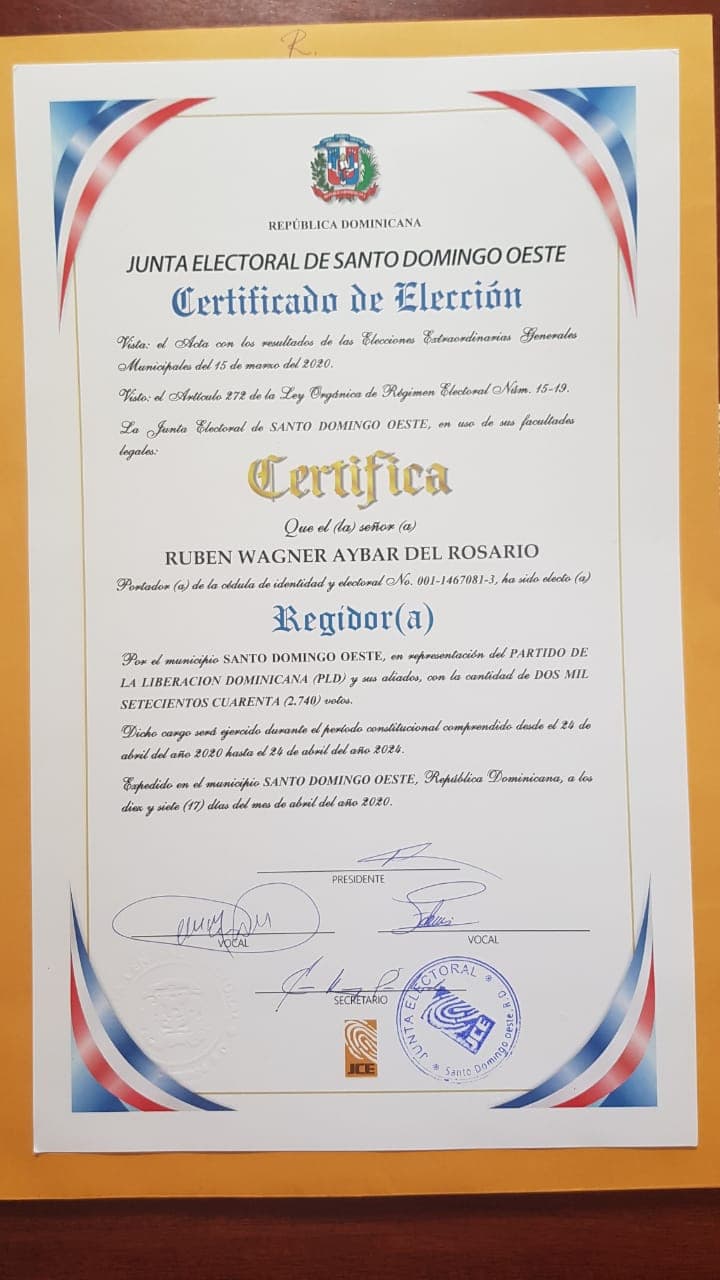 R.
REPÚBLICA DOMINICANA
JUNTA ELECTORAL DE SANTO DOMINGO OESTE
Certificado de Elección
Vista: el Acta con los resultados de las Elecciones Extraordinarias Generales
Municipales del 15 de marzo del 2020.
Visto: el Artículo 272 de la Ley Orgánica de Régimen Electoral Núm. 15-19.
La Junta Electoral de SANTO DOMINGO OESTE, en uso de sus facultades
legales:
Certifica
Que el (la) señor (a)
RUBEN WAGNER AYBAR DEL ROSARIO
Portador (a) de la cédula de identidad y electoral No. 001-1467081-3, ha sido electo (a)
Regidor(a)
Por el municipio SANTO DOMINGO OESTE, en representación del PARTIDO DE
LA LIBERACION DOMINICANA (PLD) y sus aliados, con la cantidad de DOS MIL
SETECIENTOS CUARENTA (2.740) votos.
Dicho cargo será ejercido durante el período constitucional comprendido desde el 24 de
abril del año 2020 hasta el 24 de abril del año 2024.
Expedido en el municipio SANTO DOMINGO OESTE, República Dominicana, a los
diez y siete (17) días del mes de abril del año 2020.
PRESIDENTE
VOCAL
VOCAL
SECRETARIO
JUNTA ELECTORAL
JCE
Santo Domingo oeste. R.D.
JCE